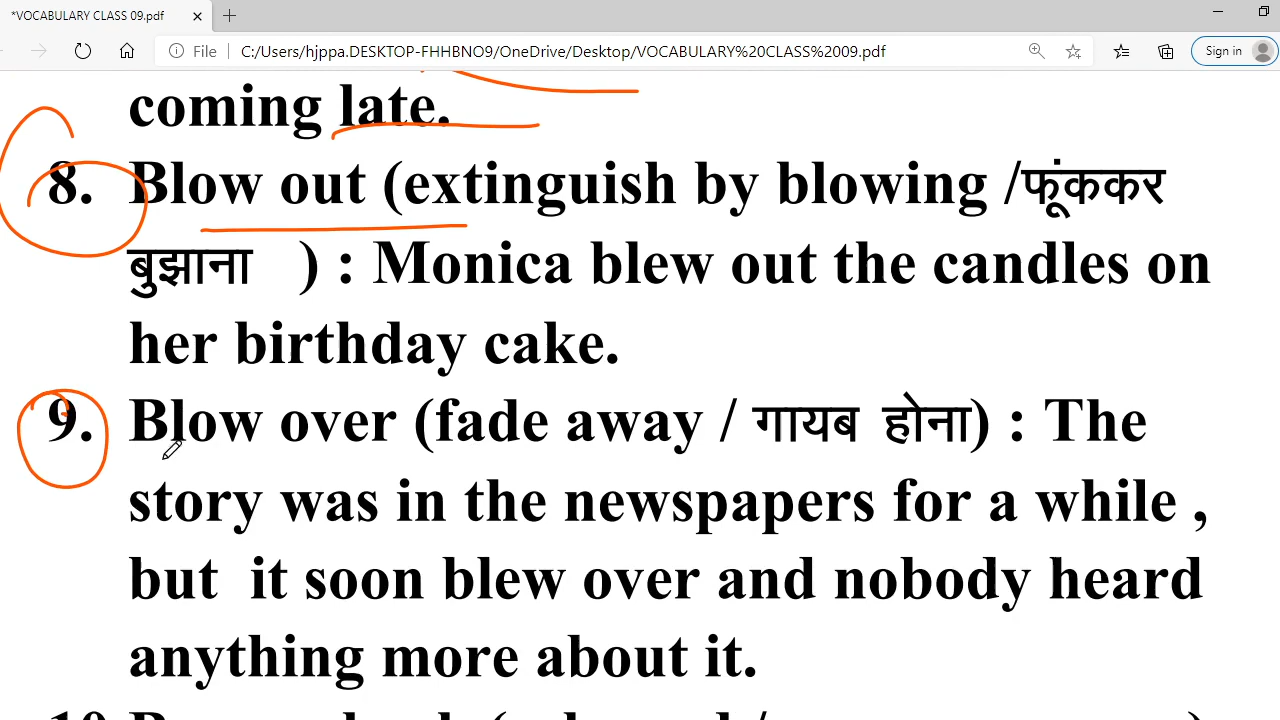 *VOCABULARY CLASS 09.pdf
File C:/Users/hjppa.DESKTOP-FHHBNO9/OneDrive/Desktop/VOCABULARY%20CLASS%2009.pdf Sign in
coming late.
8. Blow out (extinguish by blowing /फूंककर
बुझाना ) : Monica blew out the candles on
her birthday cake.
9. Blow over (fade away / गायब होना) : The
story was in the newspapers for a while ,
but it soon blew over and nobody heard
anything more about it.